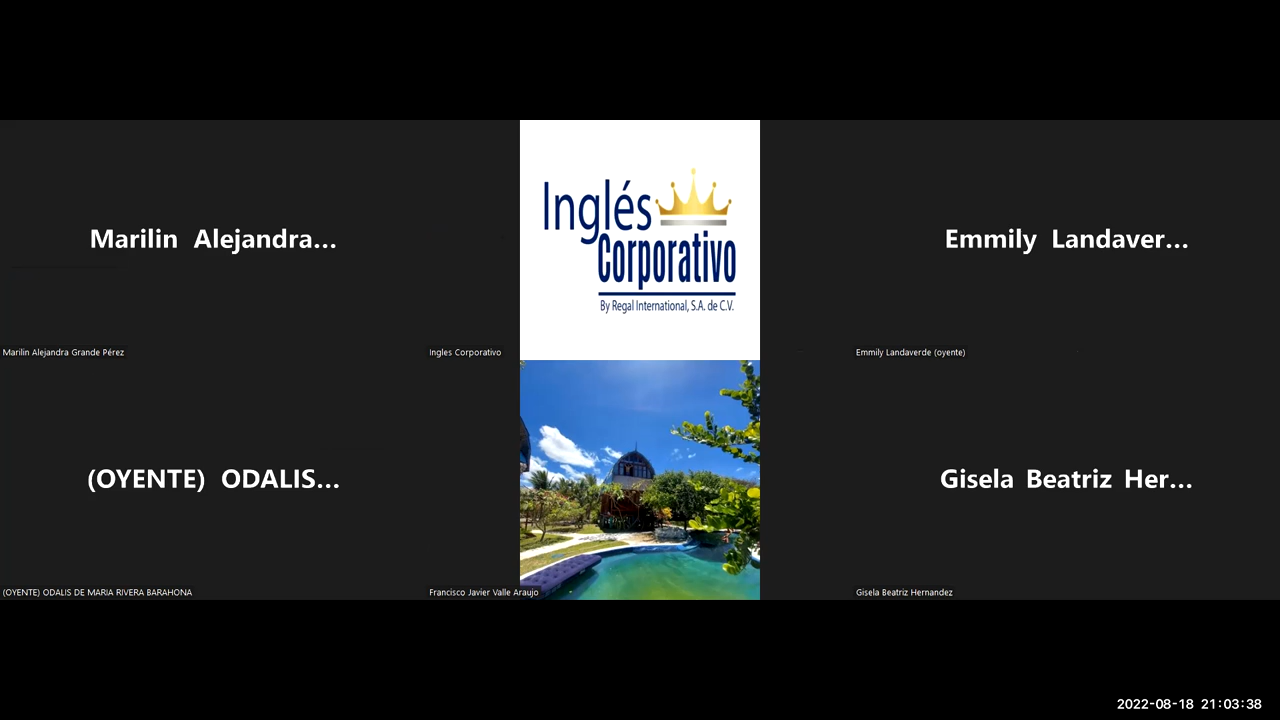 Marilin Alejandra...
Inglés
Corporativo
By Regal International, S.A. de C.V.
Emmily Landaver...
Marilin Alejandra Grande Pérez
Ingles Corporativo
Emmily Landaverde (oyente)
(OYENTE) ODALIS...
Gisela Beatriz Her...
(OYENTE) ODALIS DE MARIA RIVERA BARAHONA
Francisco Javier Valle Araujo
Gisela Beatriz Hernandez
2022-08-18 21:03:38